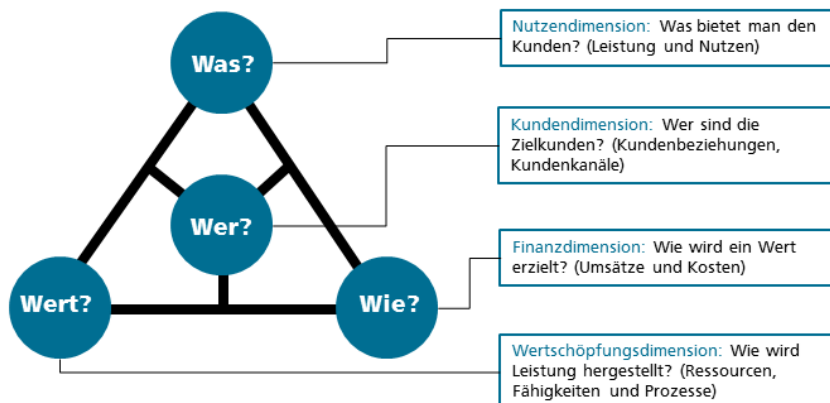 Was?
Wer?
Wert?
Wie?
Nutzendimension: Was bietet man den
Kunden? (Leistung und Nutzen)
Kundendimension: Wer sind die
Zielkunden? (Kundenbeziehungen,
Kundenkanäle)
Finanzdimension: Wie wird ein Wert
erzielt? (Umsätze und Kosten)
Wertschöpfungsdimension: Wie wird
Leistung hergestellt? (Ressourcen,
Fähigkeiten und Prozesse)